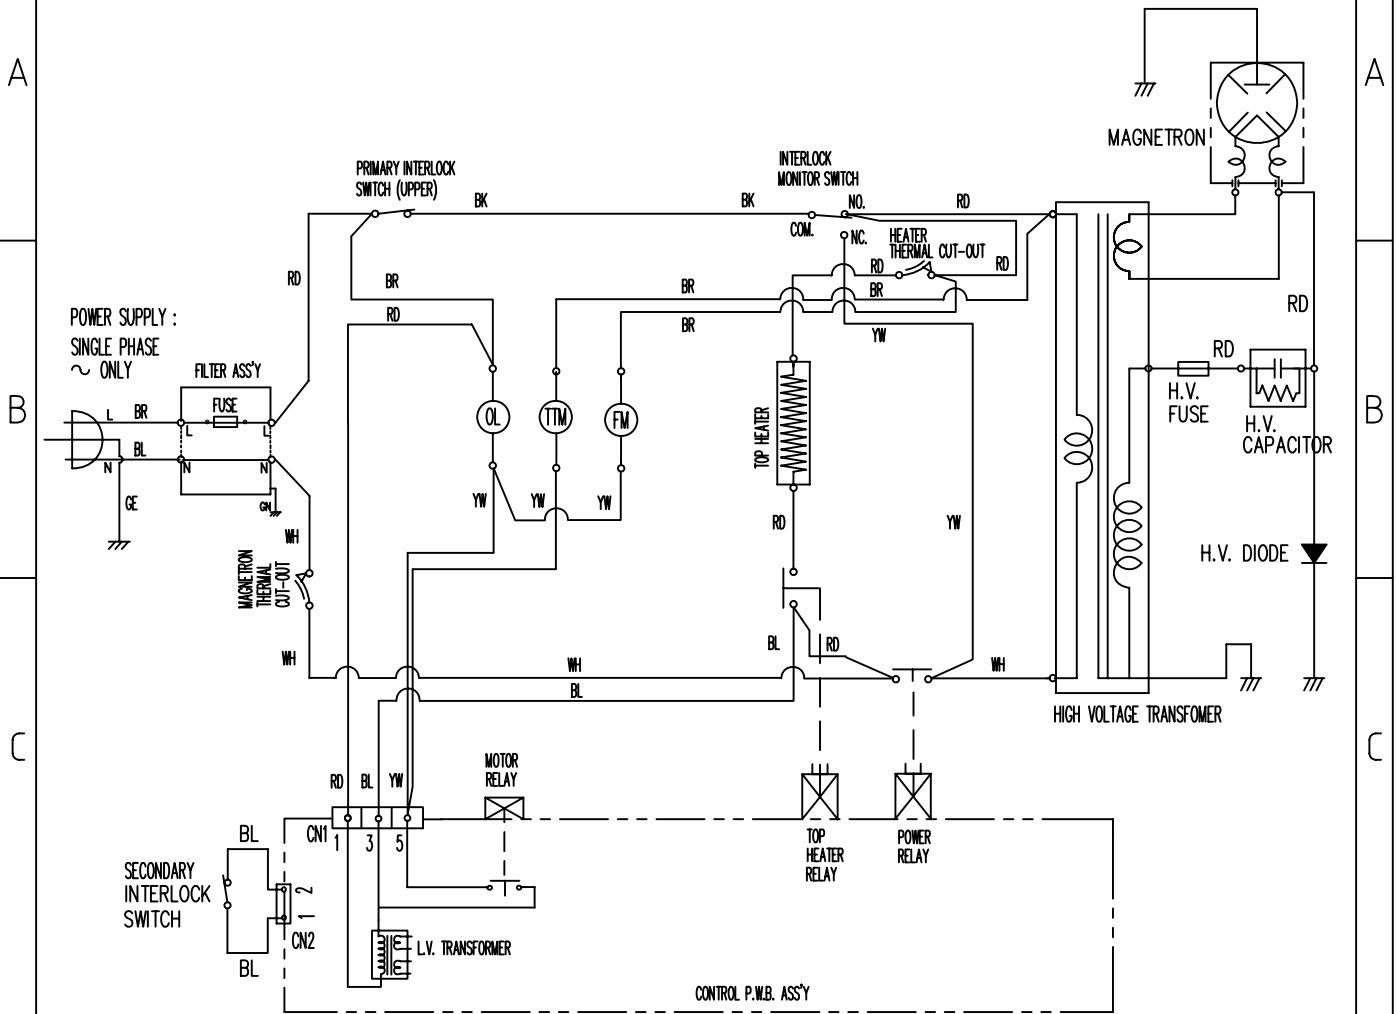 A
A
MAGNETRON
PRIMARY INTERLOCK
SWITCH (UPPER)
INTERLOCK
MONITOR SWITCH
BK
BK
NO.
RD
COM.
NC.
HEATER
THERMAL CUT-OUT
RD
BR
RD
RD
BR
BR
RD
POWER SUPPLY :
SINGLE PHASE
~ ONLY
RD
BR
YW
RD
FILTER ASS'Y
B
FUSE
L
BR
L
L
BL
N
N
N
GE
GN
OL
TTM
FM
TOP HEATER
H.V.
FUSE
H.V.
CAPACITOR
B
YW
YW
YW
RD
YW
WH
MAGNETRON
THERMAL
CUT-OUT
H.V. DIODE
WH
WH
BL
RD
WH
BL
HIGH VOLTAGE TRANSFOMER
C
C
RD
BL
YW
MOTOR
RELAY
CN1
1
3
5
TOP
HEATER
RELAY
POWER
RELAY
BL
SECONDARY
INTERLOCK
SWITCH
2
1
CN2
BL
L.V. TRANSFORMER
CONTROL P.W.B. ASS'Y